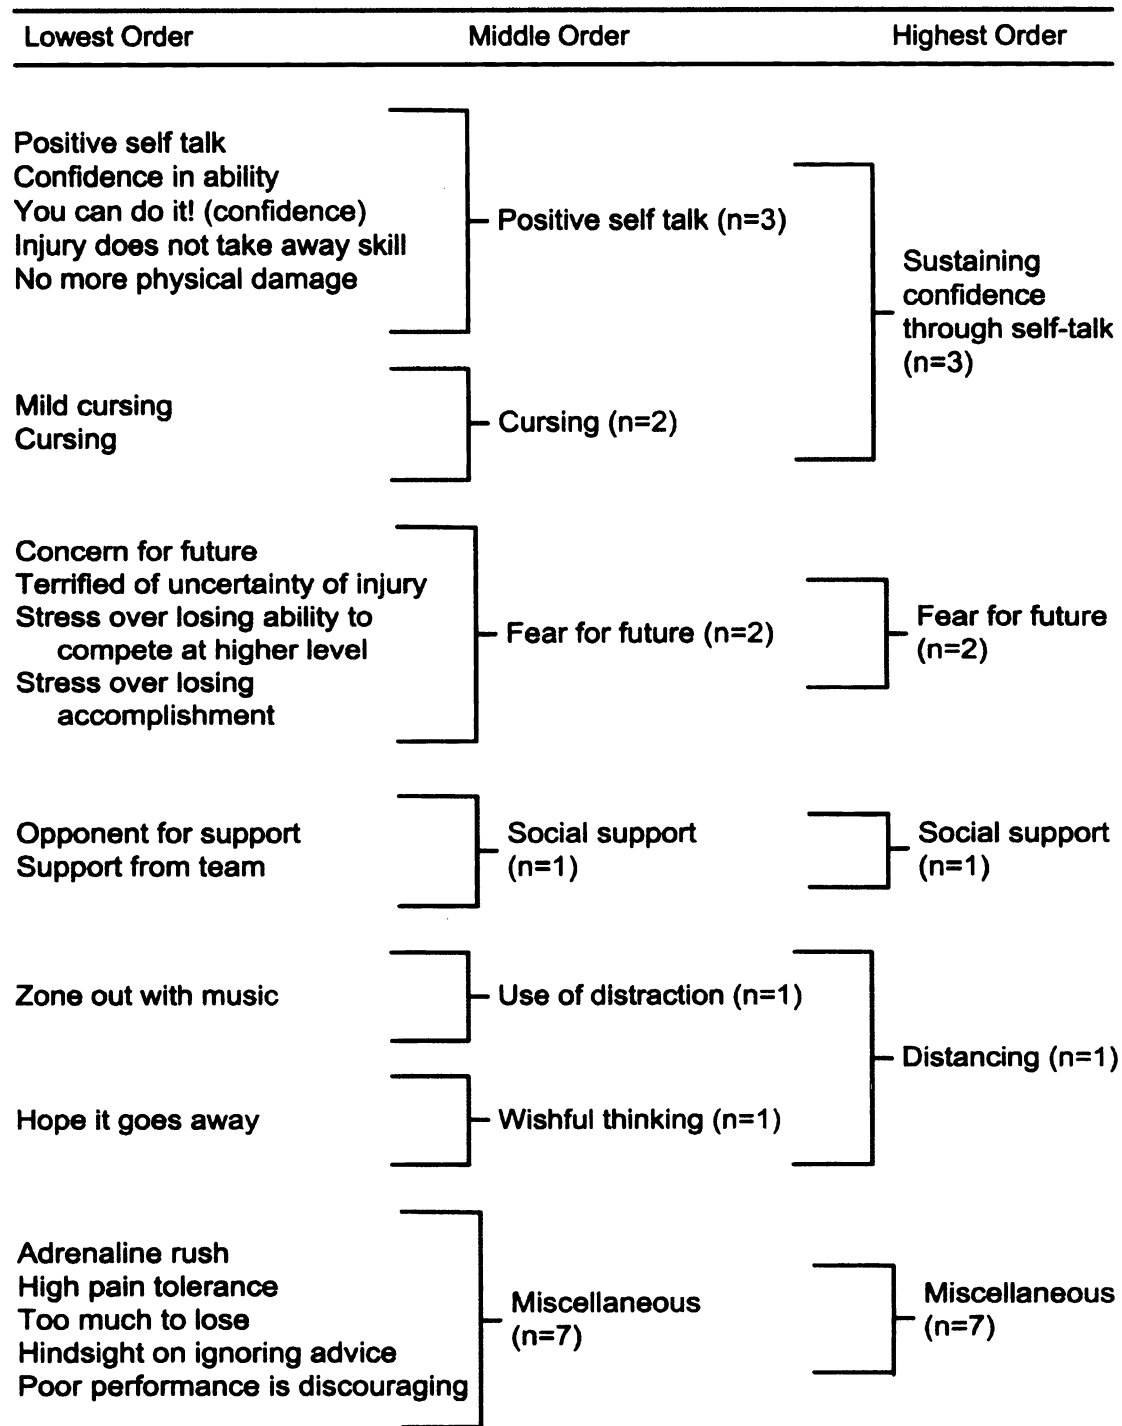 Lowest Order Middle Order Highest Order
Positive self talk
Confidence in ability
You can do it! (confidence)
Injury does not take away skill
No more physical damage
Positive self talk (n=3)
Sustaining
confidence
through self-talk
(n=3)
Mild cursing
Cursing
Cursing (n=2)
Concern for future
Terrified of uncertainty of injury
Stress over losing ability to
compete at higher level
Stress over losing
accomplishment
Fear for future (n=2)
Fear for future
(n=2)
Opponent for support
Support from team
Social support
(n=1)
Social support
(n=1)
Zone out with music
Use of distraction (n=1)
Distancing (n=1)
Hope it goes away
Wishful thinking (n=1)
Adrenaline rush
High pain tolerance
Too much to lose
Hindsight on ignoring advice
Poor performance is discouraging
Miscellaneous
(n=7)
Miscellaneous
(n=7)